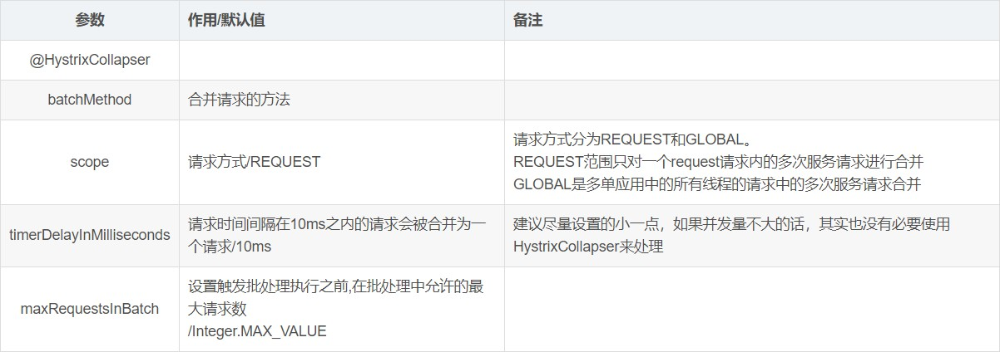 参数 作用/默认值 备注
@HystrixCollapser
batchMethod 合并请求的方法
scope 请求方式/REQUEST
请求方式分为REQUEST和GLOBAL。
REQUEST范围只对一个request请求内的多次服务请求进行合并
GLOBAL是多单应用中的所有线程的请求中的多次服务请求合并
timerDelayInMilliseconds
请求时间间隔在10ms之内的请求会被合并为一
个请求/10ms
建议尽量设置的小一点，如果并发量不大的话，其实也没有必要使用
HystrixCollapser来处理
maxRequestsInBatch
设置触发批处理执行之前,在批处理中允许的最
大请求数
/Integer.MAX_VALUE